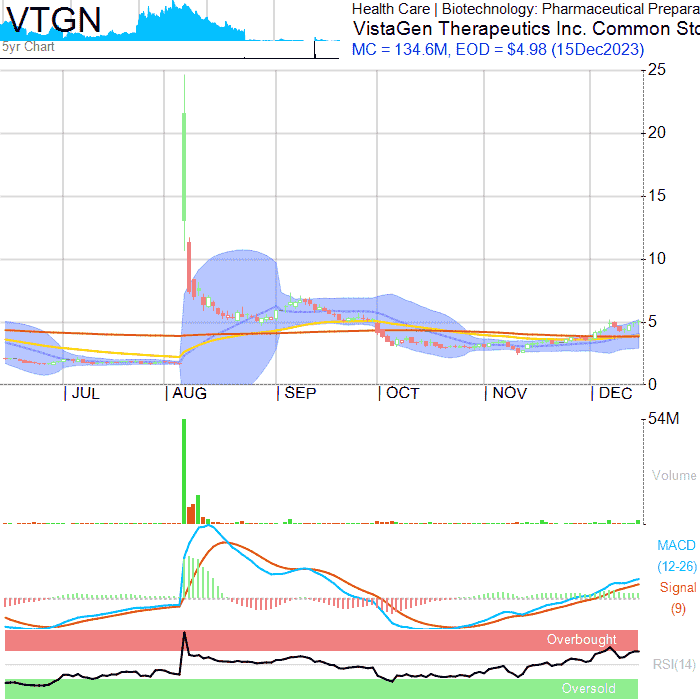 VTGN
5yr Chart
Health Care | Biotechnology: Pharmaceutical Prepara
VistaGen Therapeutics Inc. Common Sto
MC = 134.6M, EOD = $4.98 (15Dec2023)
25
20
15
10
5
0
JUL AUG SEP OCT NOV DEC
54M
Volume
MACD
(12-26)
Signal
(9)
Overbought
RSI(14)
Oversold